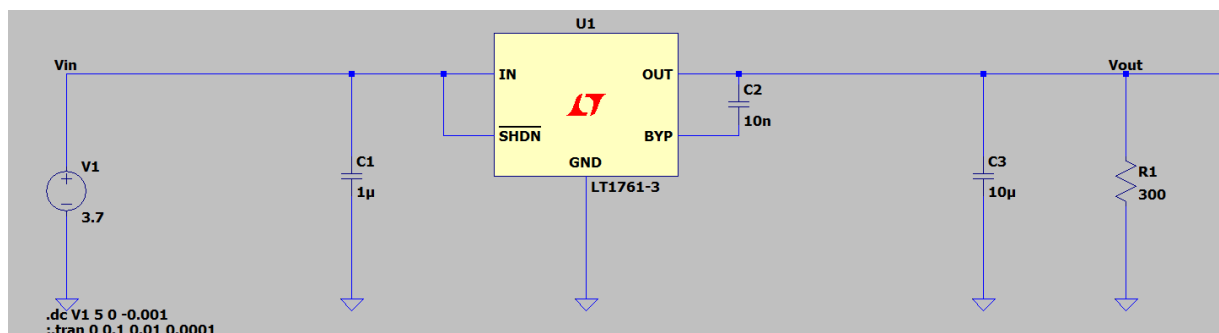 U1
Vin
IN
OUT
Vout
C2
10n
SHDN
BYP
GND
LT1761-3
V1
3.7
C1
1µ
C3
10µ
R1
300
.dc V1 5 0 -0.001
;.tran 0 0.1 0.01 0.0001